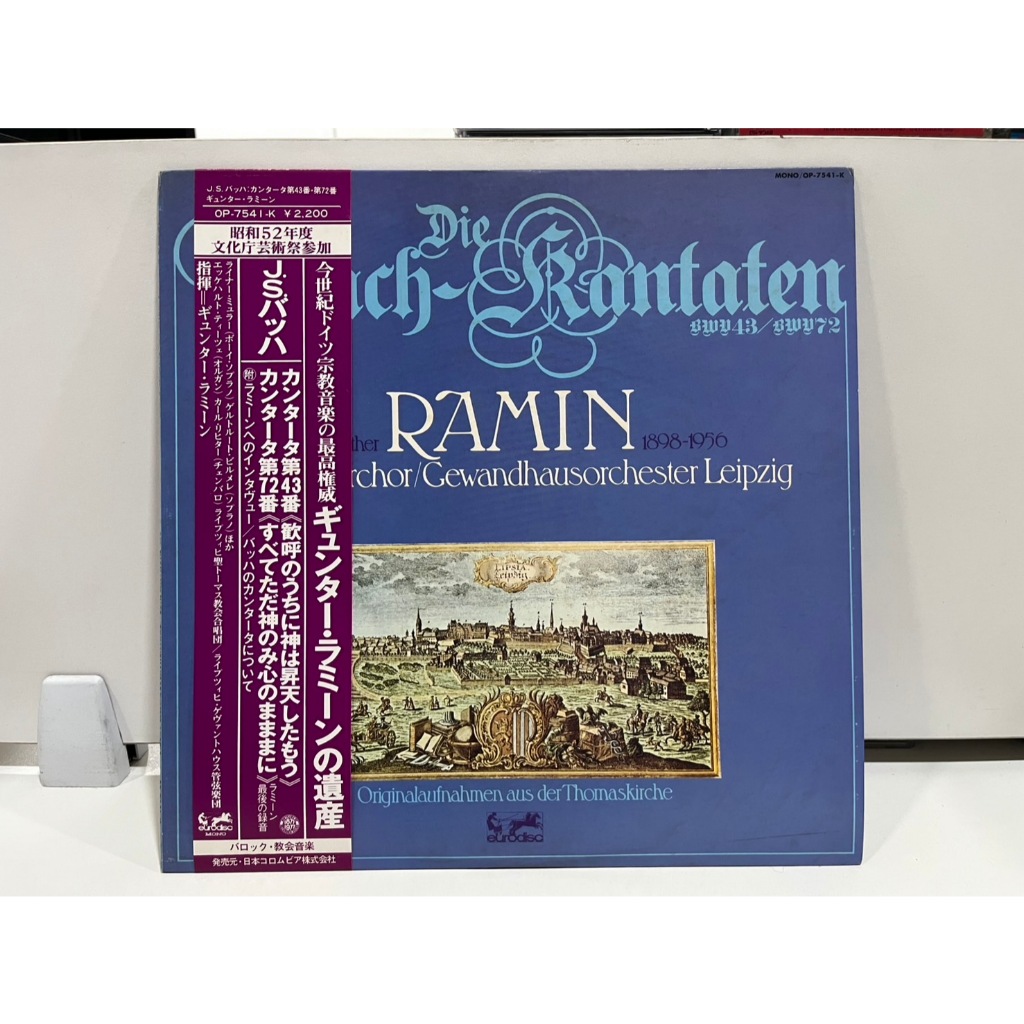 J.S.バッハ：カンタータ第43番・第72番
ギュンター・ラミーン
OP-7541-K ￥2,200
昭和52年度
文化庁芸術祭参加
今世紀ドイツ宗教音楽の最高権威 ギュンター・ラミーンの遺産
J.S.バッハ
カンタータ第43番《歓呼のうちに神は昇天したもう》
カンタータ第72番《すべてただ神のみ心のままに》 ラミーン最後の録音
㈶ラミーンへのインタヴュー／バッハのカンタータについて
ライナー・ミュラー(ボーイ・ソプラノ) ゲルトルート・ビルメレ(ソプラノ) ほか
エッケハルト・ティーツェ(オルガン) カール・リヒター(チェンバロ) ライプツィヒ聖トーマス教会合唱団／ライプツィヒ・ゲヴァントハウス管弦楽団
指揮＝ギュンター・ラミーン
eurodisc
MONO
バロック・教会音楽
発売元・日本コロムビア株式会社
MONO/OP-7541-K
Die
ach-Kantaten
BWV43/BWV72
ther RAMIN 1898-1956
rchor/Gewandhausorchester Leipzig
LIPSIA
Leipzig
Originalaufnahmen aus der Thomaskirche
eurodisc